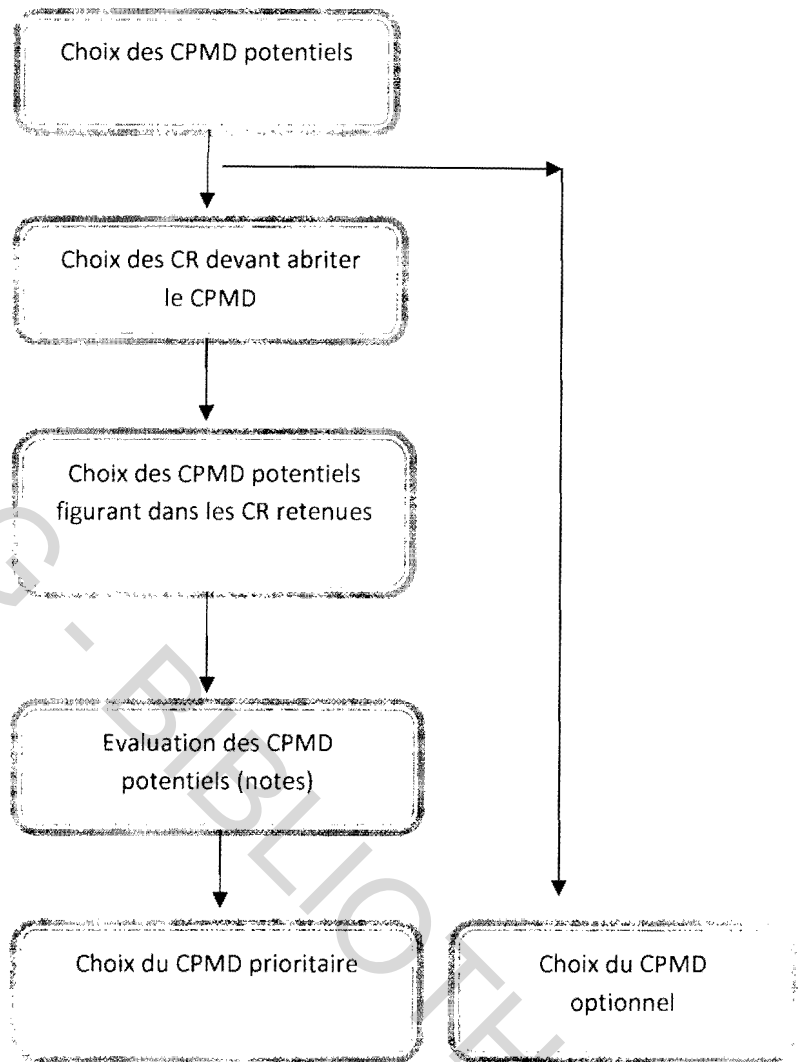 Choix des CPMD potentiels
Choix des CR devant abriter
le CPMD
Choix des CPMD potentiels
figurant dans les CR retenues
Evaluation des CPMD
potentiels (notes)
Choix du CPMD prioritaire
Choix du CPMD
optionnel
G - BIBLIOTH